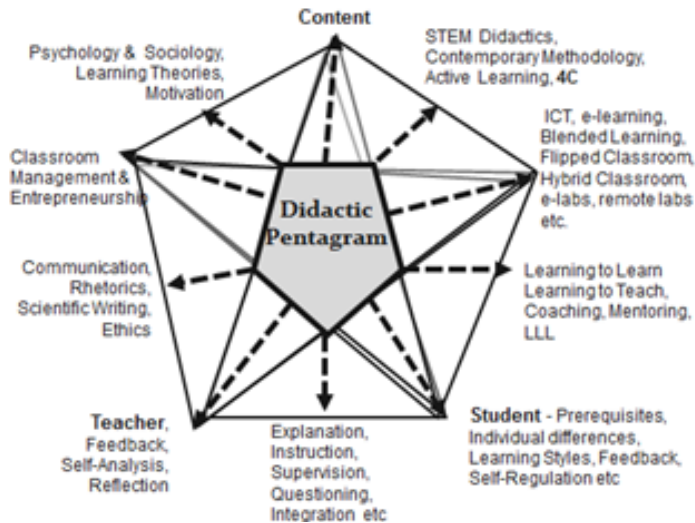 Content
Psychology & Sociology,
Learning Theories,
Motivation
STEM Didactics,
Contemporary Methodology,
Active Learning, 4C
ICT, e-learning,
Blended Learning,
Flipped Classroom,
Hybrid Classroom,
e-labs, remote labs
etc.
Classroom
Management &
Entrepreneurship
Didactic
Pentagram
Communication,
Rhetorics,
Scientific Writing,
Ethics
Learning to Learn
Learning to Teach,
Coaching, Mentoring,
LLL
Teacher,
Feedback,
Self-Analysis,
Reflection
Explanation,
Instruction,
Supervision,
Questioning,
Integration etc
Student - Prerequisites,
Individual differences,
Learning Styles, Feedback,
Self-Regulation etc